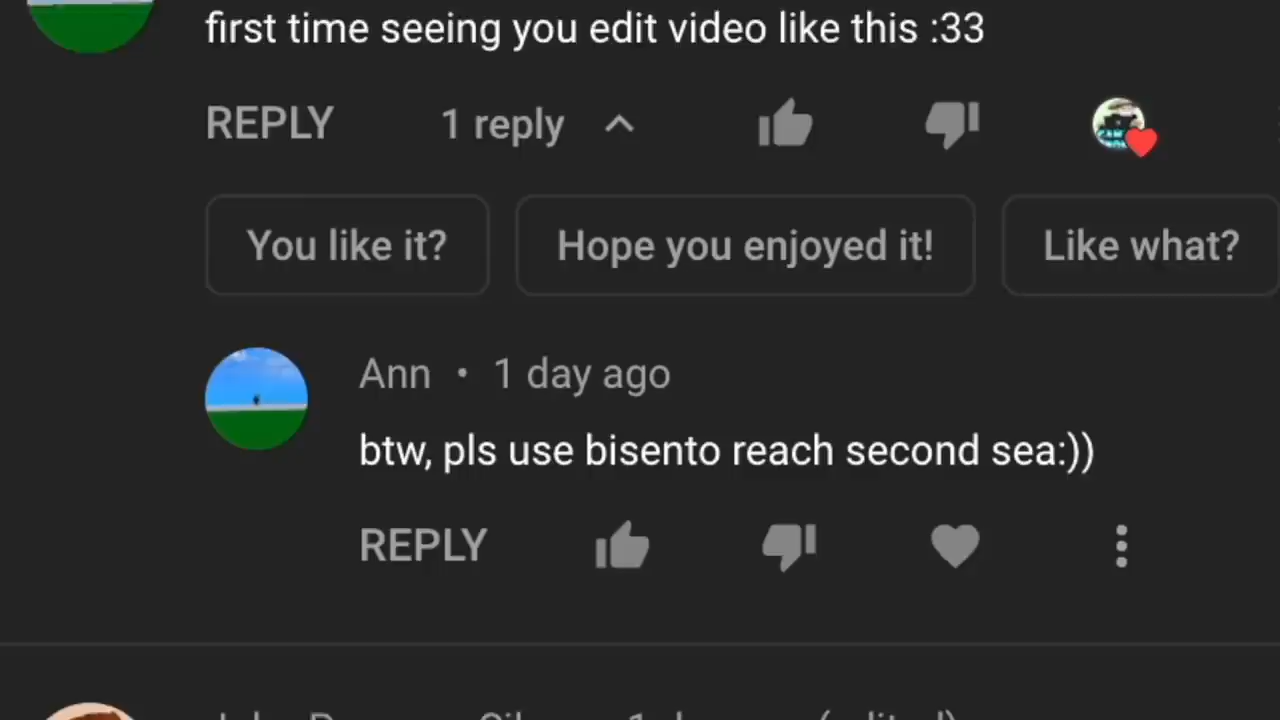 first time seeing you edit video like this :33
REPLY 1 reply
You like it? Hope you enjoyed it! Like what?
Ann • 1 day ago
btw, pls use bisento reach second sea:))
REPLY
(edited)